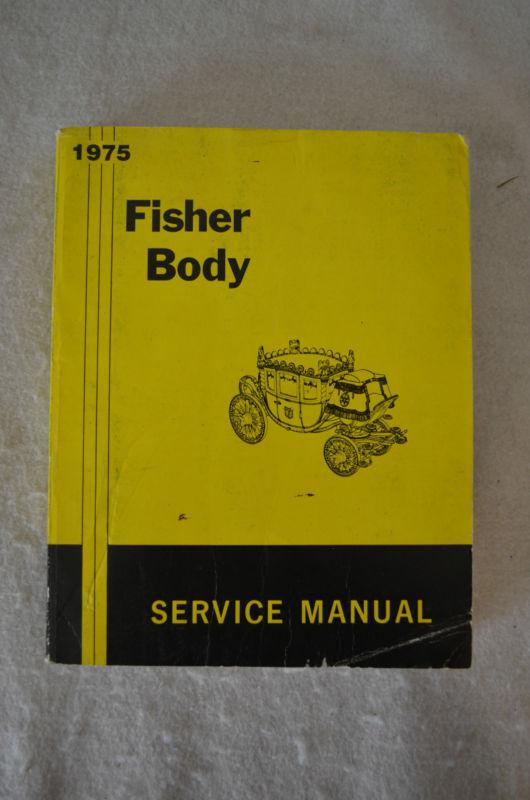 1975
Fisher
Body
SERVICE MANUAL